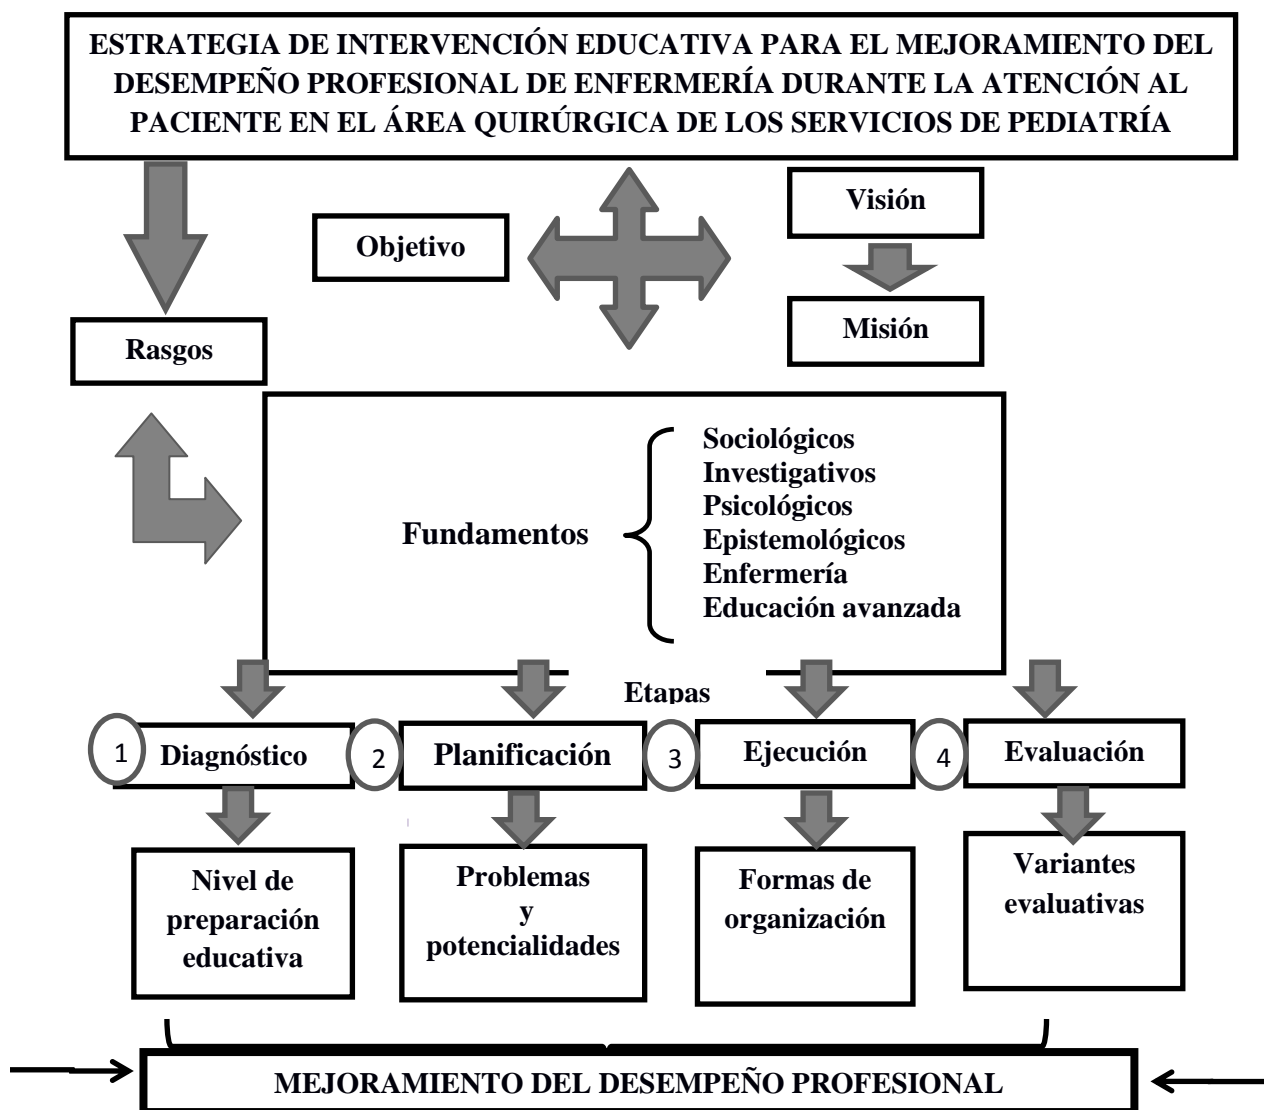 ESTRATEGIA DE INTERVENCIÓN EDUCATIVA PARA EL MEJORAMIENTO DEL
DESEMPEÑO PROFESIONAL DE ENFERMERÍA DURANTE LA ATENCIÓN AL
PACIENTE EN EL ÁREA QUIRÚRGICA DE LOS SERVICIOS DE PEDIATRÍA
Visión
Objetivo
Misión
Rasgos
Fundamentos
Sociológicos
Investigativos
Psicológicos
Epistemológicos
Enfermería
Educación avanzada
Etapas
1
Diagnóstico
2
Planificación
3
Ejecución
4
Evaluación
Nivel de
preparación
educativa
Problemas
y
potencialidades
Formas de
organización
Variantes
evaluativas
MEJORAMIENTO DEL DESEMPEÑO PROFESIONAL